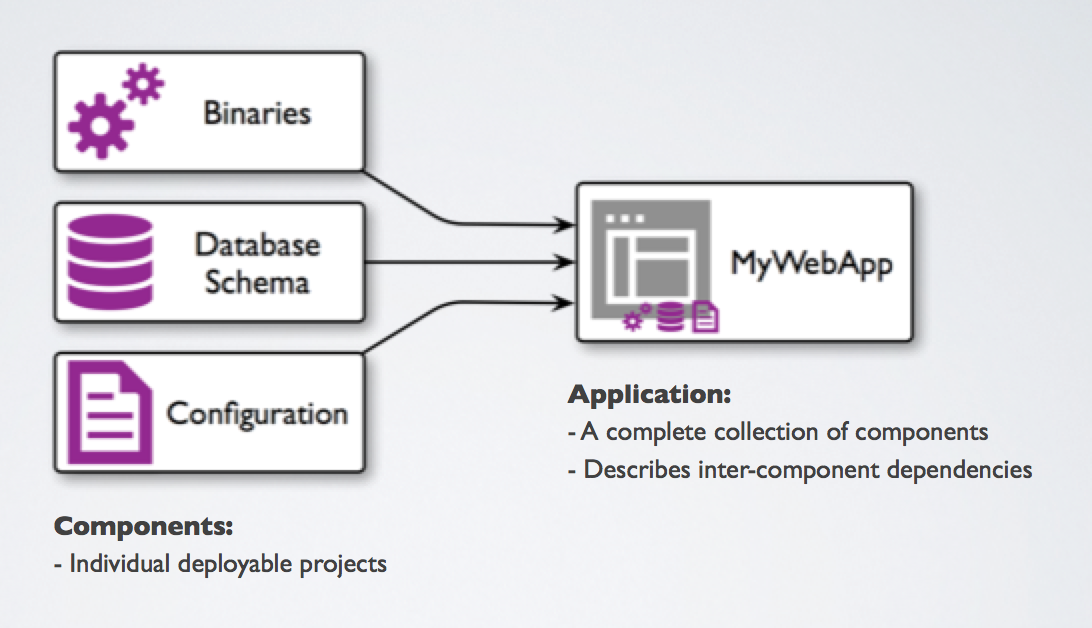 Binaries
Database
Schema
Configuration
MyWebApp
Components:
- Individual deployable projects
Application:
- A complete collection of components
- Describes inter-component dependencies